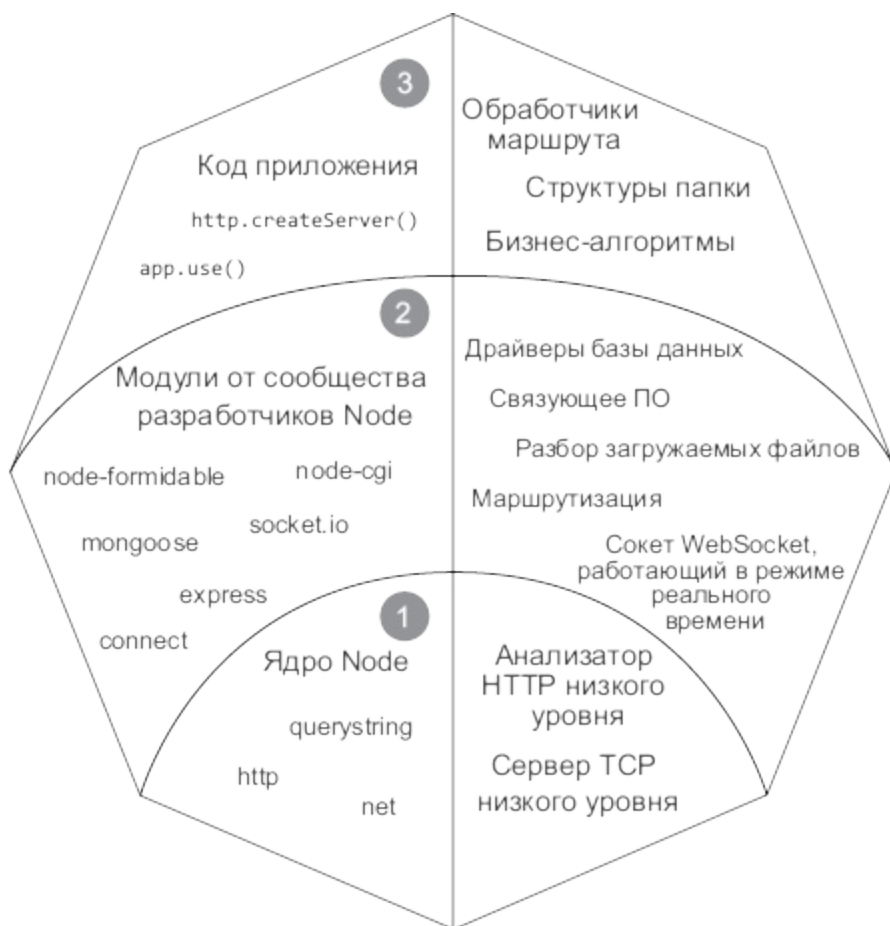 3
Код приложения
http.createServer()
app.use()
Обработчики
маршрута
Структуры папки
Бизнес-алгоритмы
2
Модули от сообщества
разработчиков Node
node-formidable
node-cgi
mongoose
socket.io
express
connect
Драйверы базы данных
Связующее ПО
Разбор загружаемых файлов
Маршрутизация
Сокет WebSocket,
работающий в режиме
реального
времени
1
Ядро Node
querystring
http
net
Анализатор
HTTP низкого
уровня
Сервер TCP
низкого уровня